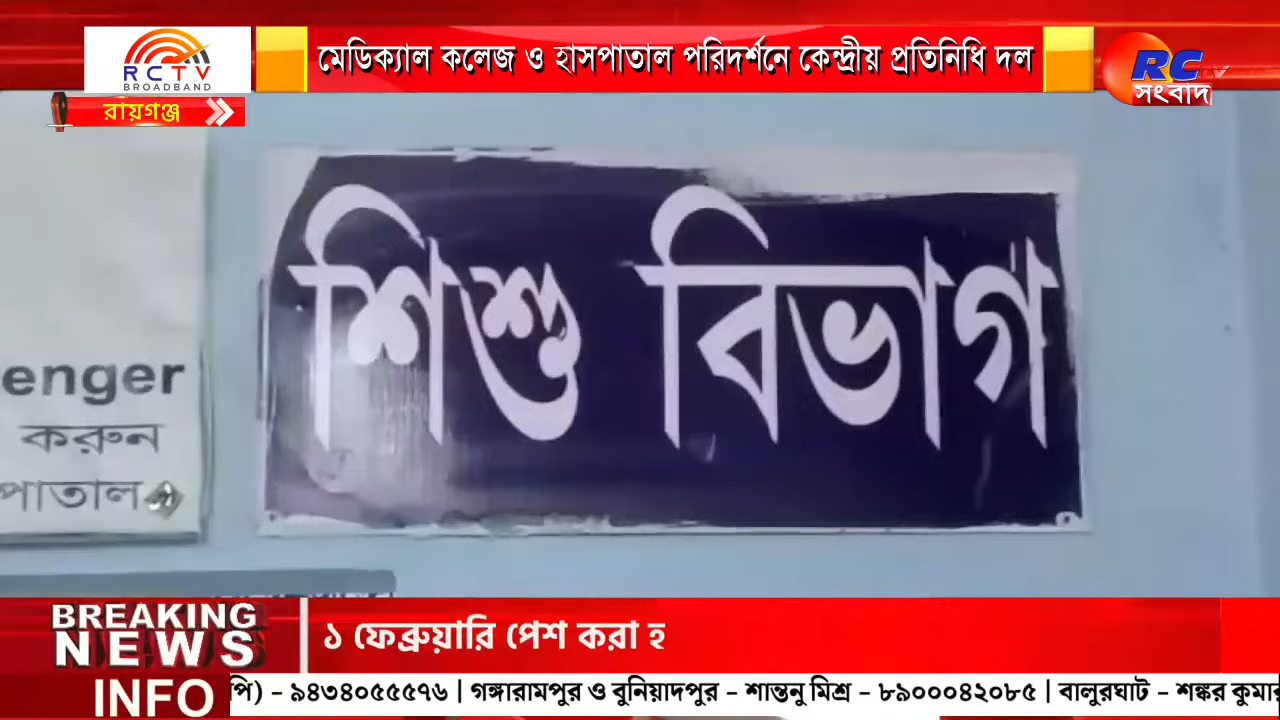 RCTV
BROADBAND
মেডিক্যাল কলেজ ও হাসপাতাল পরিদর্শনে কেন্দ্রীয় প্রতিনিধি দল
RCTV
সংবাদ
রায়গঞ্জ
শিশু বিভাগ
enger
করুন
পাতাল
BREAKING
NEWS
১ ফেব্রুয়ারি পেশ করা হ
INFO
পি) – ৯৪৩৪০৫৫৫৭৬ | গঙ্গারামপুর ও বুনিয়াদপুর – শান্তনু মিশ্র – ৮৯০০০৪২০৮৫ | বালুরঘাট – শঙ্কর কুমার